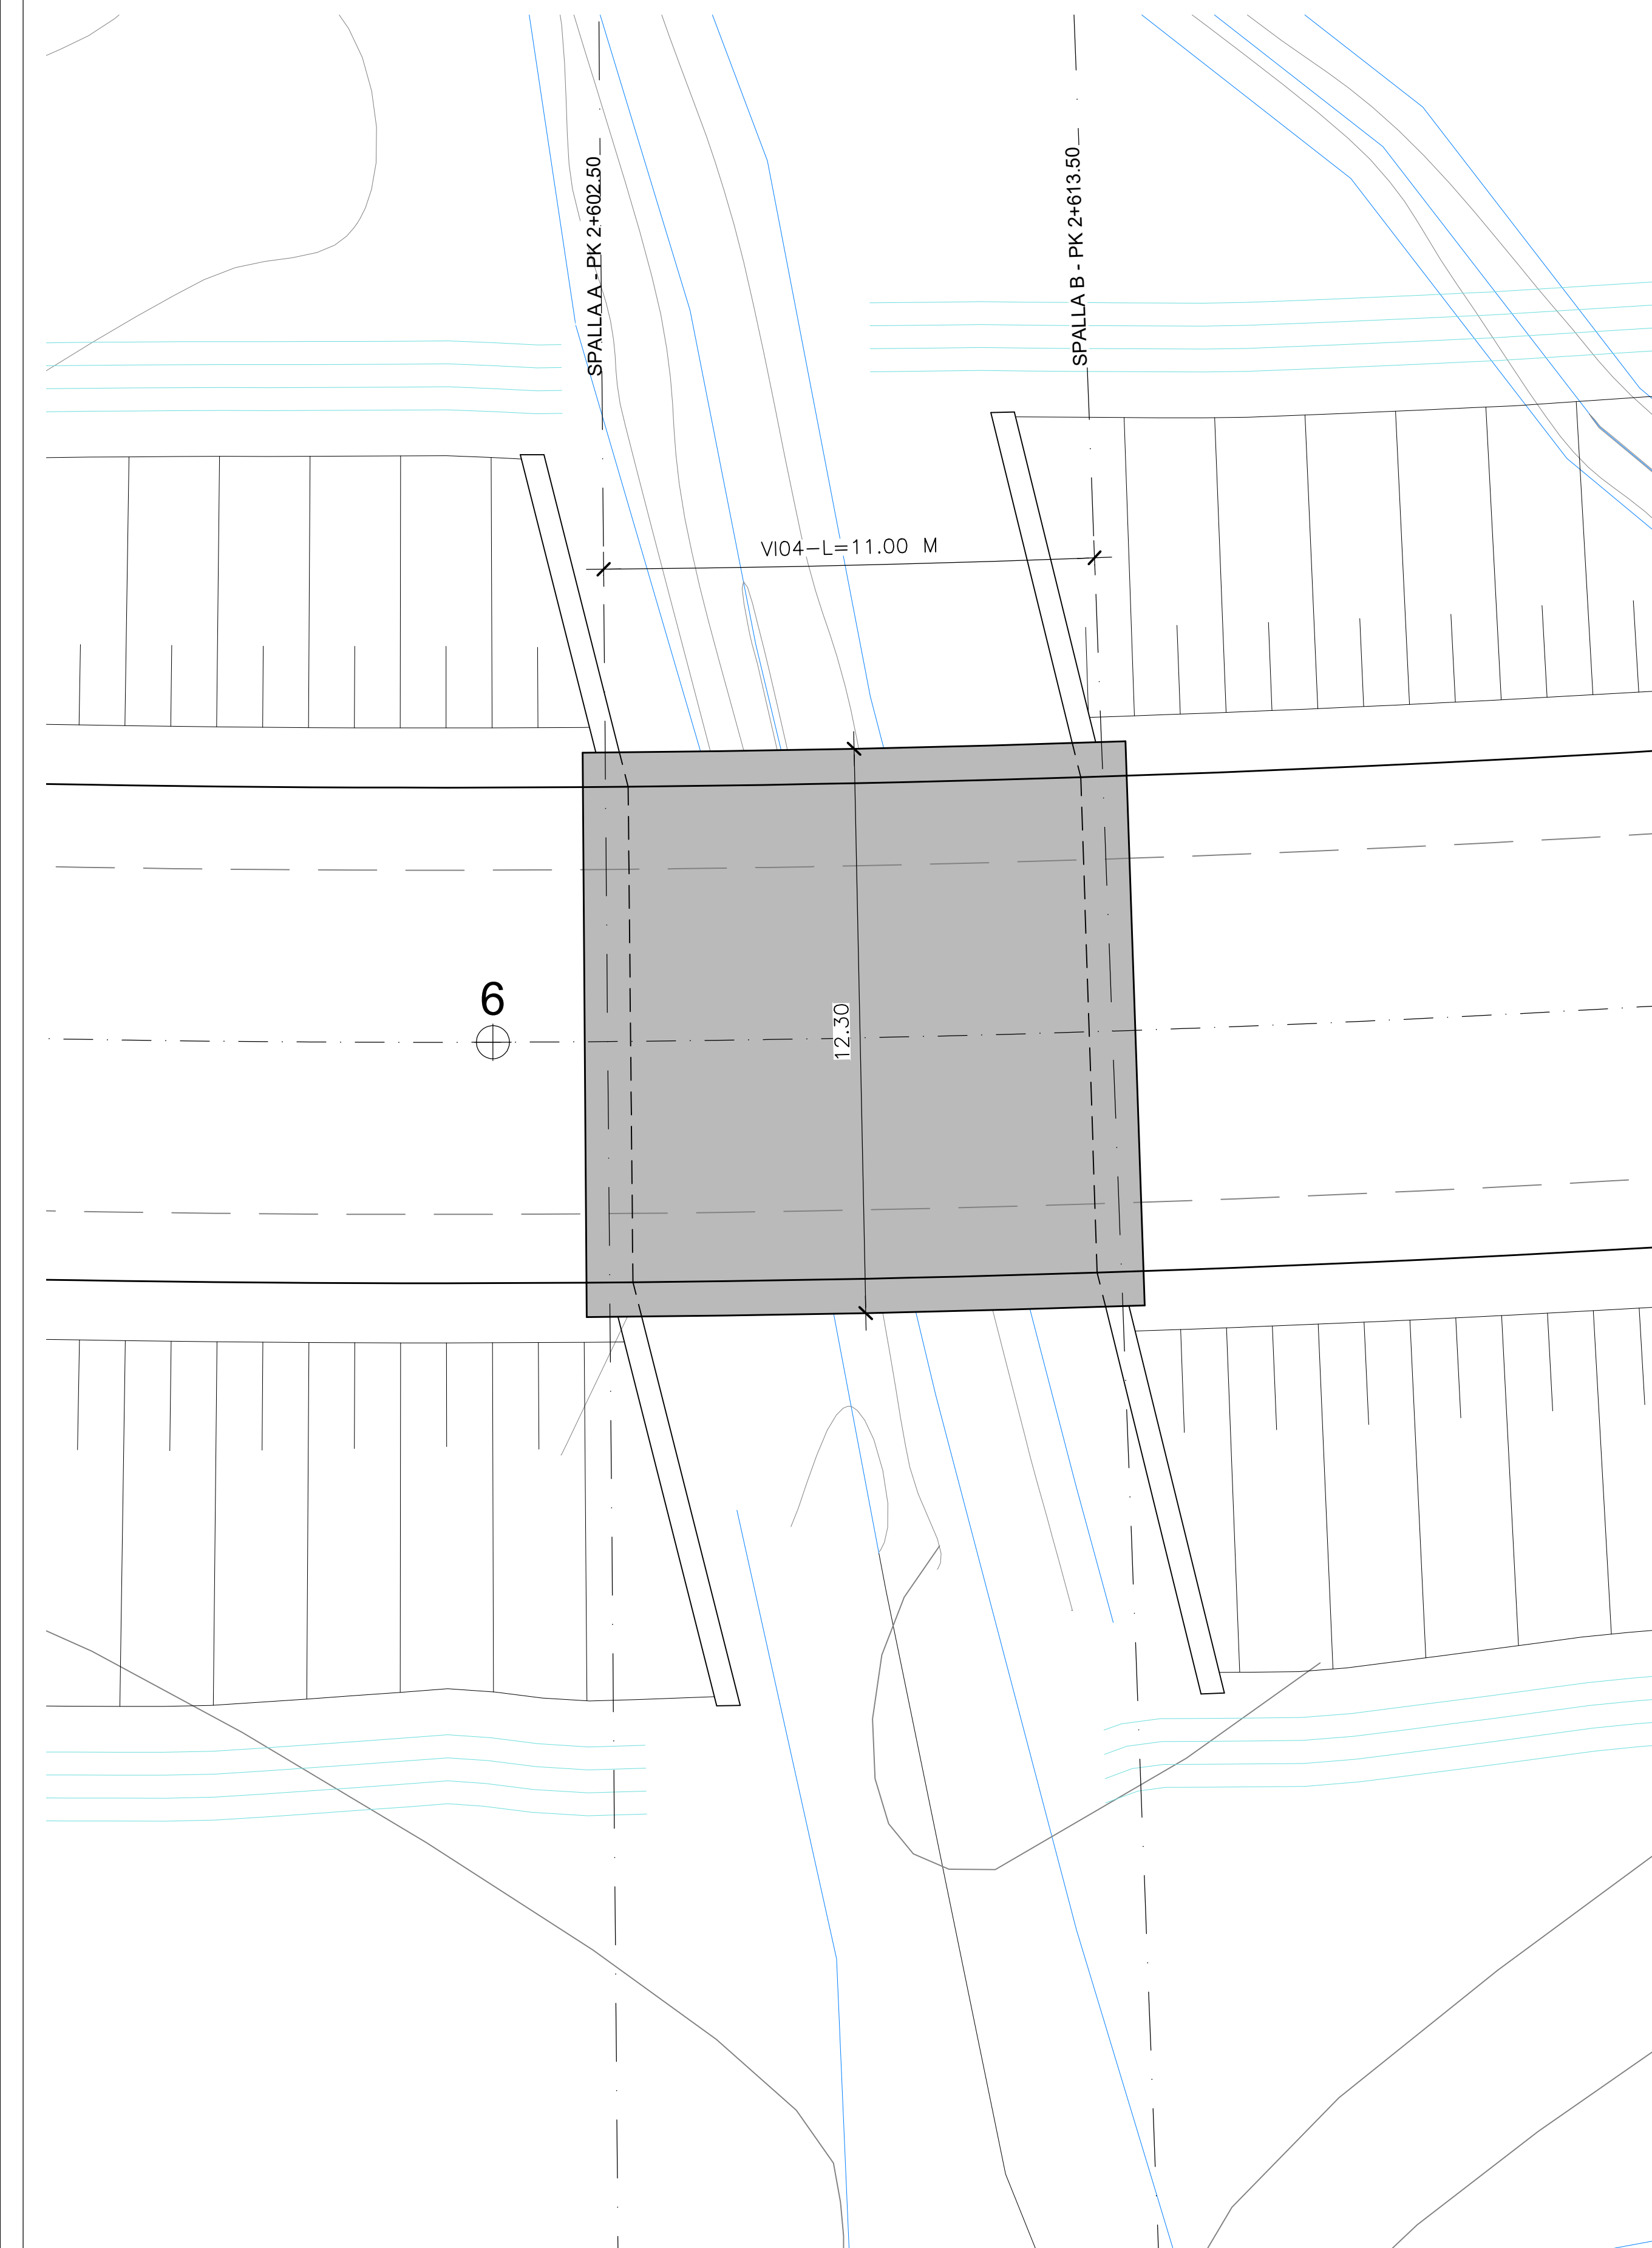 SPALLA A - PK 2+602.50
SPALLA B - PK 2+613.50
VI04-L=11.00 M
6
12.30